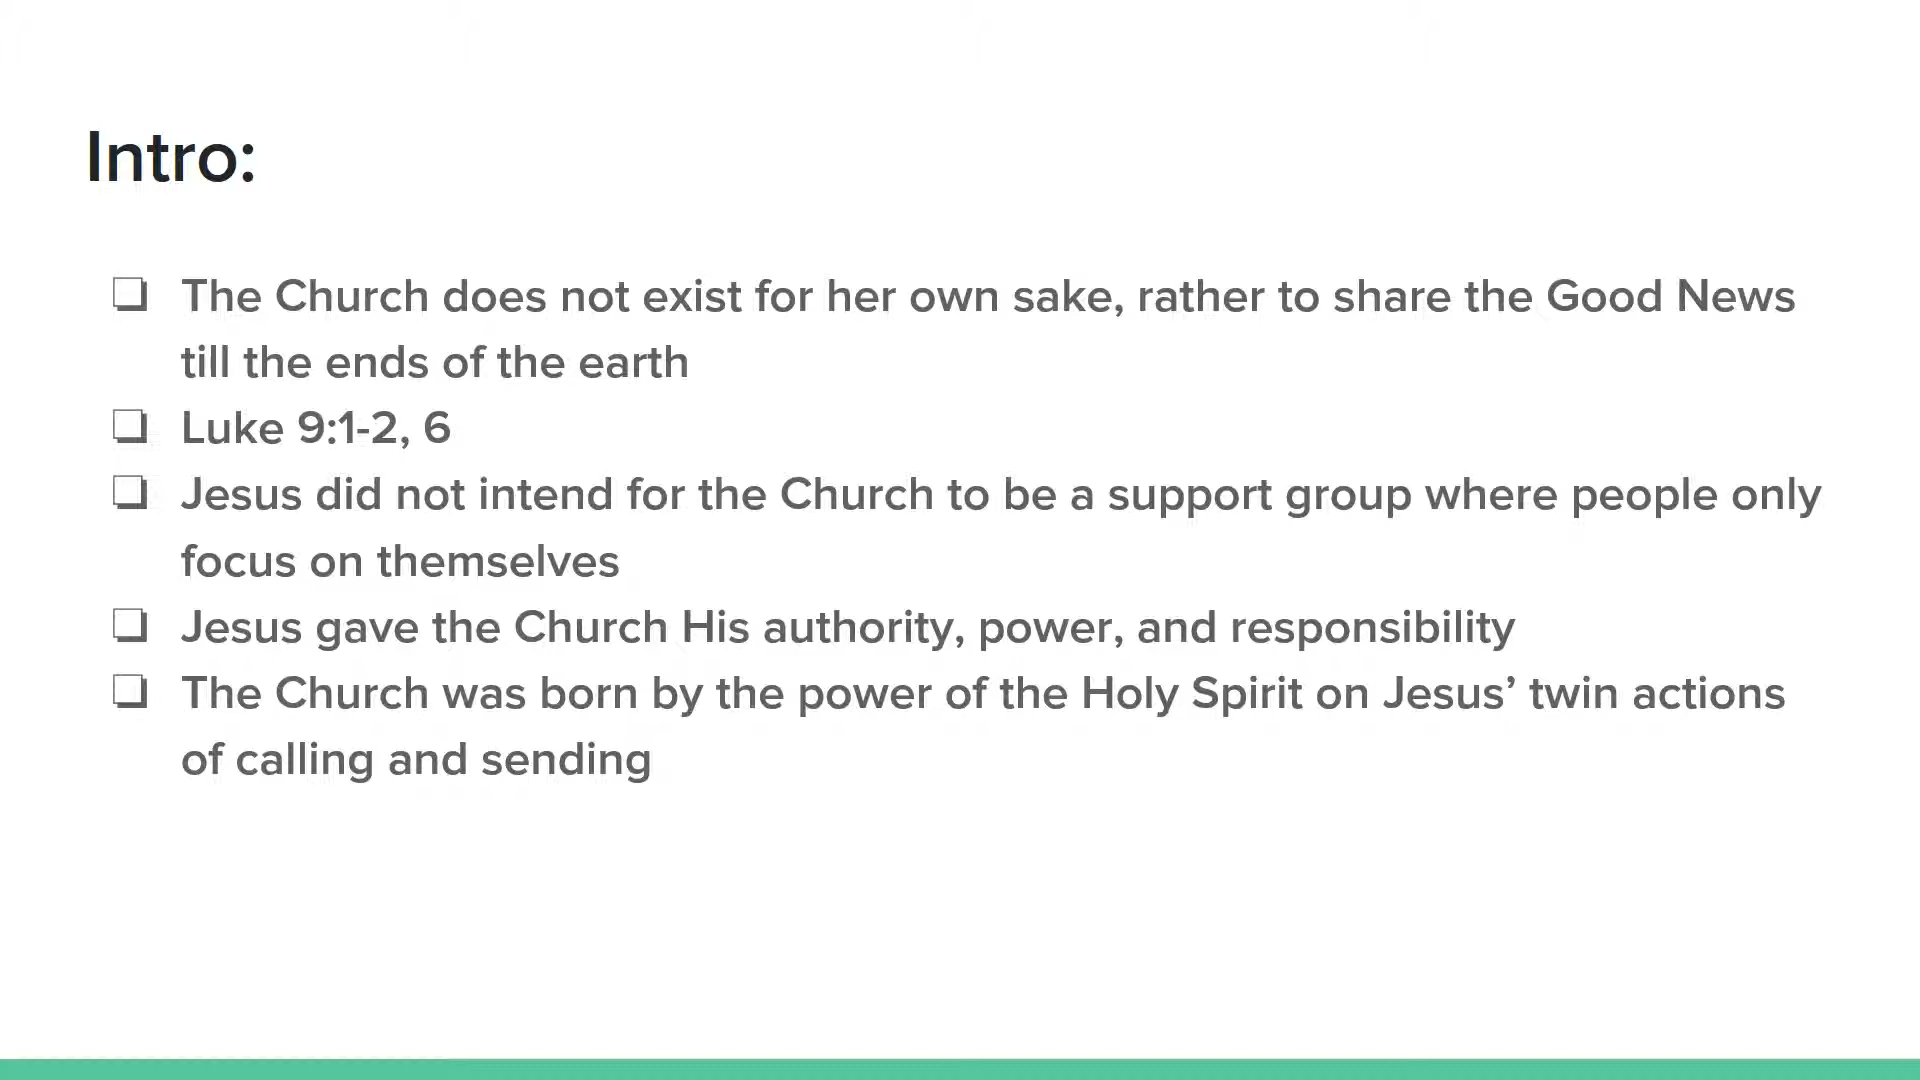 Intro:
❏ The Church does not exist for her own sake, rather to share the Good News
till the ends of the earth
❏ Luke 9:1-2, 6
❏ Jesus did not intend for the Church to be a support group where people only
focus on themselves
❏ Jesus gave the Church His authority, power, and responsibility
❏ The Church was born by the power of the Holy Spirit on Jesus’ twin actions
of calling and sending